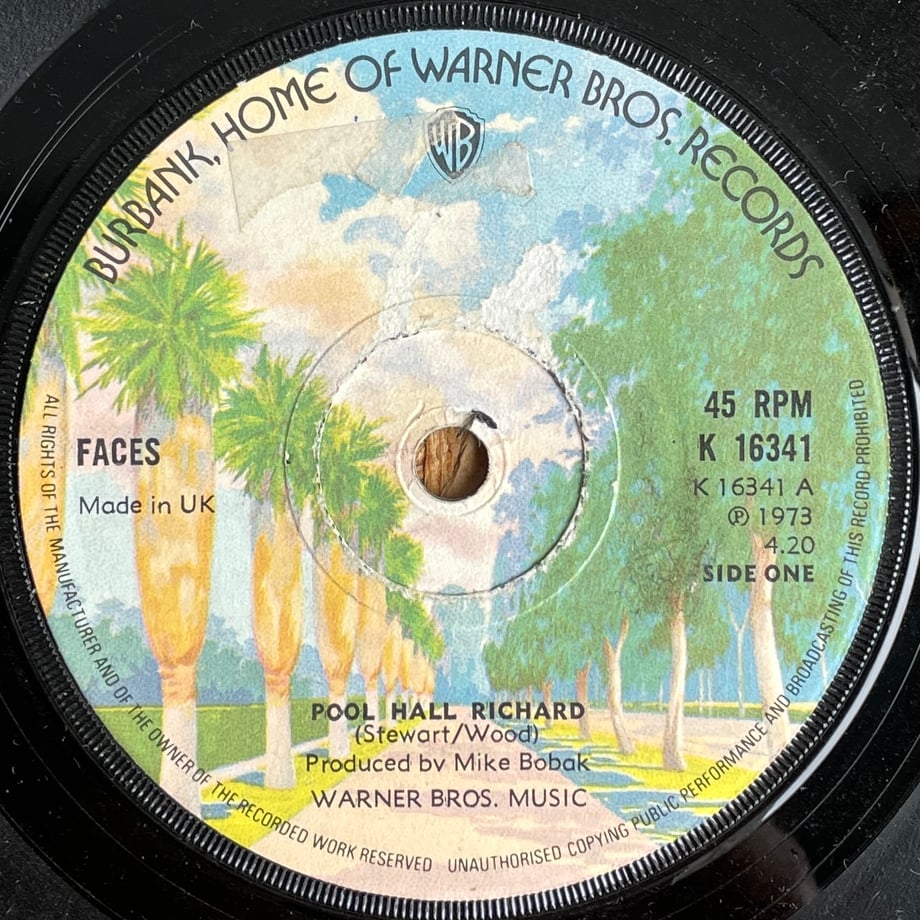 BURBANK, HOME OF WARNER BROS. RECORDS
WB
FACES
Made in UK
45 RPM
K 16341
K 16341 A
℗ 1973
4.20
SIDE ONE
POOL HALL RICHARD
(Stewart/Wood)
Produced by Mike Bobak
WARNER BROS. MUSIC
ALL RIGHTS OF THE MANUFACTURER AND OF THE OWNER OF THE RECORDED WORK RESERVED UNAUTHORISED COPYING PUBLIC PERFORMANCE AND BROADCASTING OF THIS RECORD PROHIBITED